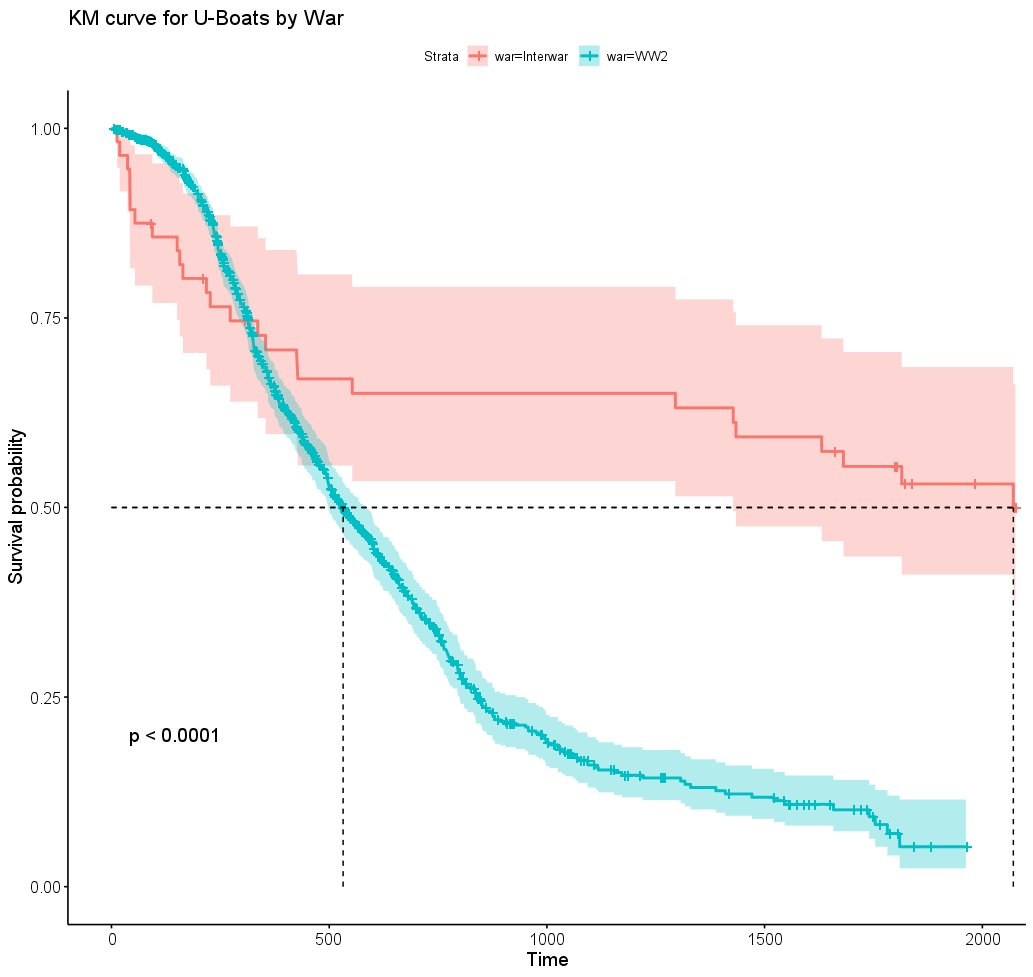 KM curve for U-Boats by War
Strata war=Interwar war=WW2
1.00
0.75
0.50
0.25
0.00
Survival probability
p < 0.0001
0 500 1000 1500 2000
Time